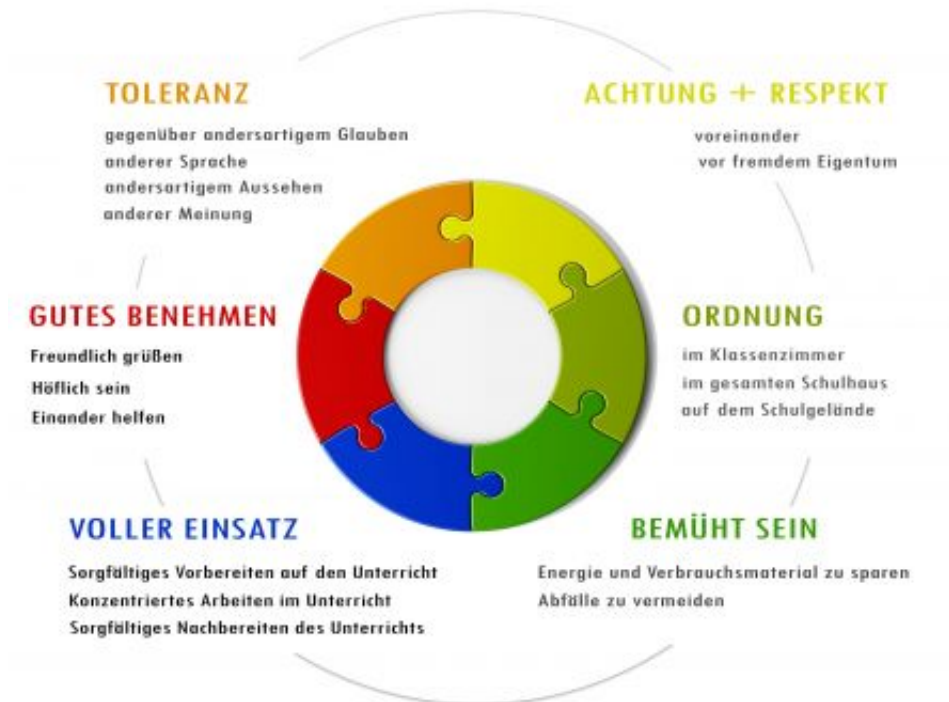 TOLERANZ
gegenüber andersartigem Glauben
anderer Sprache
andersartigem Aussehen
anderer Meinung
ACHTUNG + RESPEKT
voreinander
vor fremdem Eigentum
GUTES BENEHMEN
Freundlich grüßen
Höflich sein
Einander helfen
ORDNUNG
im Klassenzimmer
im gesamten Schulhaus
auf dem Schulgelände
VOLLER EINSATZ
Sorgfältiges Vorbereiten auf den Unterricht
Konzentriertes Arbeiten im Unterricht
Sorgfältiges Nachbereiten des Unterrichts
BEMÜHT SEIN
Energie und Verbrauchsmaterial zu sparen
Abfälle zu vermeiden